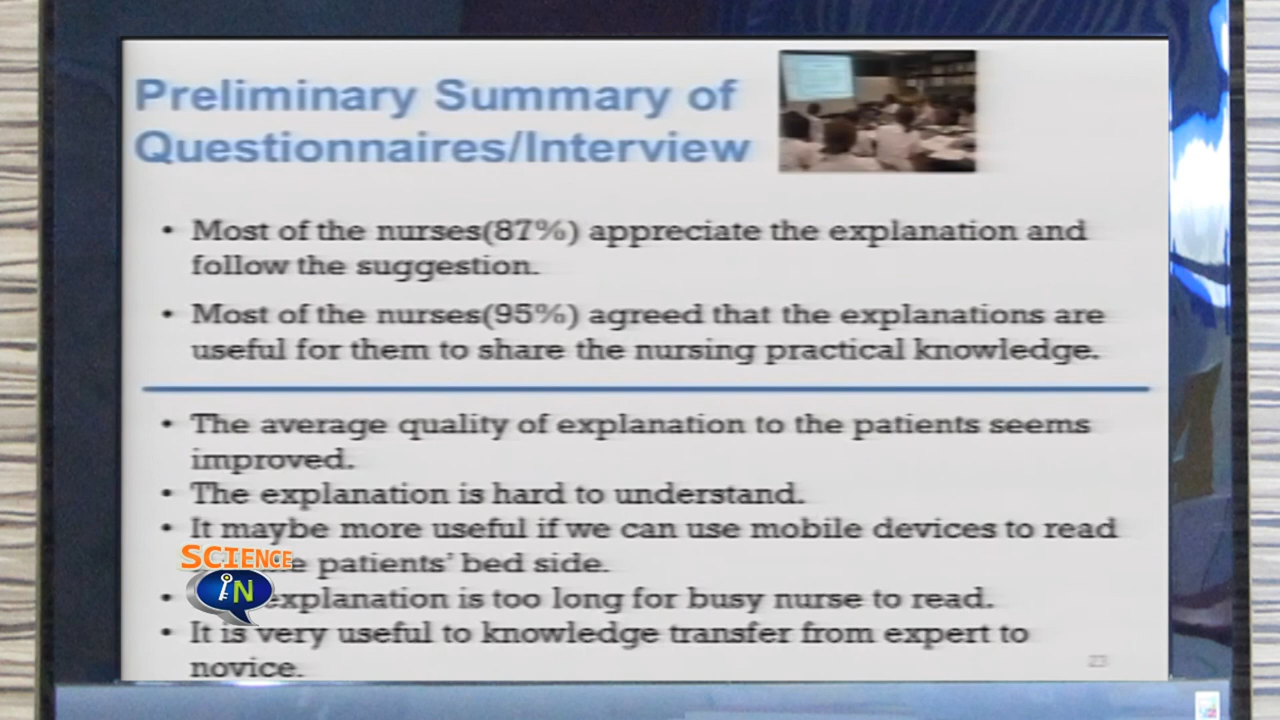 Preliminary Summary of
Questionnaires/Interview
• Most of the nurses(87%) appreciate the explanation and
follow the suggestion.
• Most of the nurses(95%) agreed that the explanations are
useful for them to share the nursing practical knowledge.
• The average quality of explanation to the patients seems
improved.
• The explanation is hard to understand.
• It maybe more useful if we can use mobile devices to read
patients' bed side.
• explanation is too long for busy nurse to read.
• It is very useful to knowledge transfer from expert to
novice.
23
SCIENCE
iN